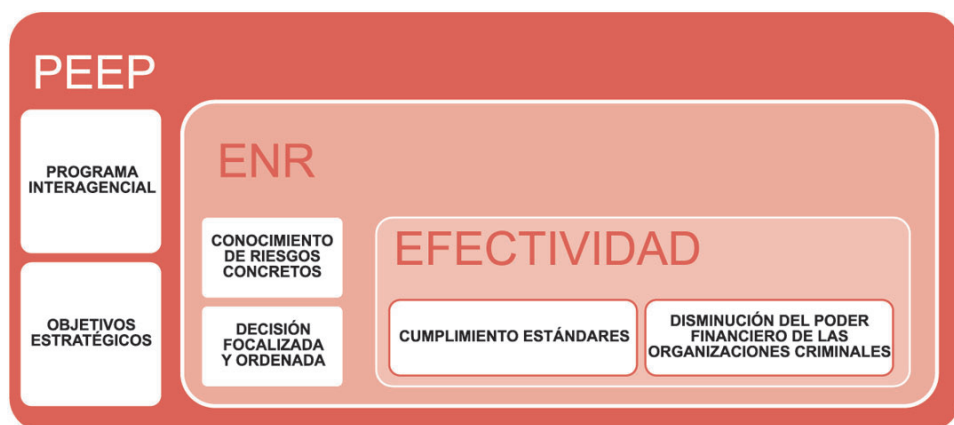 PEEP
PROGRAMA
INTERAGENCIAL
OBJETIVOS
ESTRATÉGICOS
ENR
CONOCIMIENTO
DE RIESGOS
CONCRETOS
DECISIÓN
FOCALIZADA
Y ORDENADA
EFECTIVIDAD
CUMPLIMIENTO ESTÁNDARES
DISMINUCIÓN DEL PODER
FINANCIERO DE LAS
ORGANIZACIONES CRIMINALES